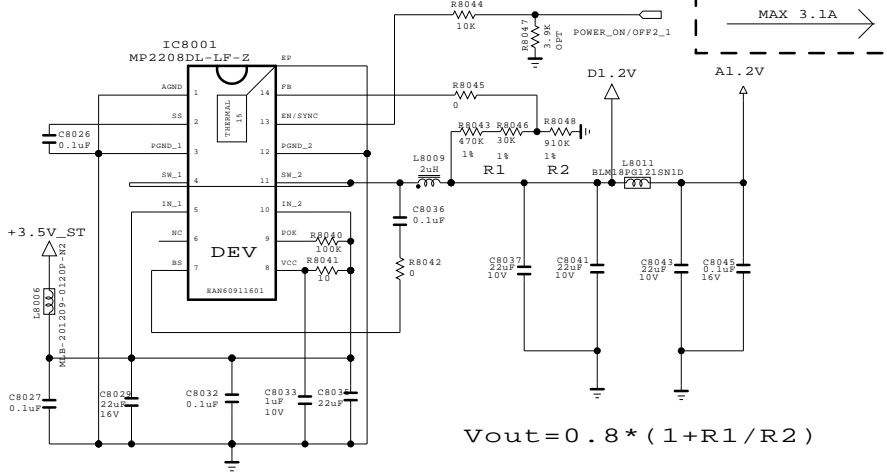 R8044
10K
R8047
3.9K
OPT
POWER_ON/OFF2_1
MAX 3.1A
IC8001
MP2208DL-LF-Z
EP
D1.2V
A1.2V
AGND
1
14
FB
R8045
0
THERMAL
15
C8026
0.1uF
SS
2
13
EN/SYNC
R8043
470K
1%
R8046
30K
1%
R8048
910K
1%
R1
R2
PGND_1
3
12
PGND_2
L8009
2uH
L8011
BLM18PG121SN1D
SW_1
4
11
SW_2
IN_1
5
10
IN_2
C8036
0.1uF
+3.5V_ST
NC
6
9
POK
R8040
100K
DEV
BS
7
8
VCC
R8041
10
R8042
0
C8037
22uF
10V
C8041
22uF
10V
C8043
22uF
10V
C8045
0.1uF
16V
EAN60911601
L8006
MLB-201209-0120P-N2
C8027
0.1uF
C8029
22uF
16V
C8032
0.1uF
C8033
1uF
10V
C8035
22uF
Vout=0.8*(1+R1/R2)